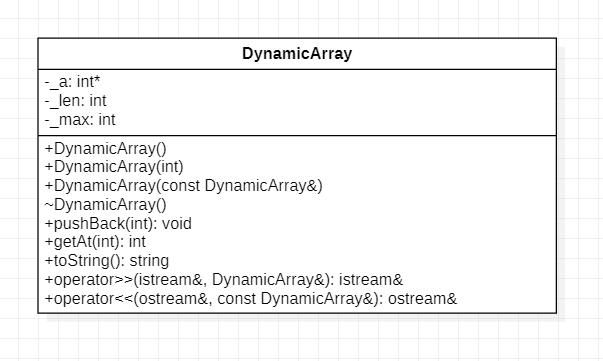 DynamicArray
-_a: int*
-_len: int
-_max: int
+DynamicArray()
+DynamicArray(int)
+DynamicArray(const DynamicArray&)
~DynamicArray()
+pushBack(int): void
+getAt(int): int
+toString(): string
+operator>>(istream&, DynamicArray&): istream&
+operator<<(ostream&, const DynamicArray&): ostream&